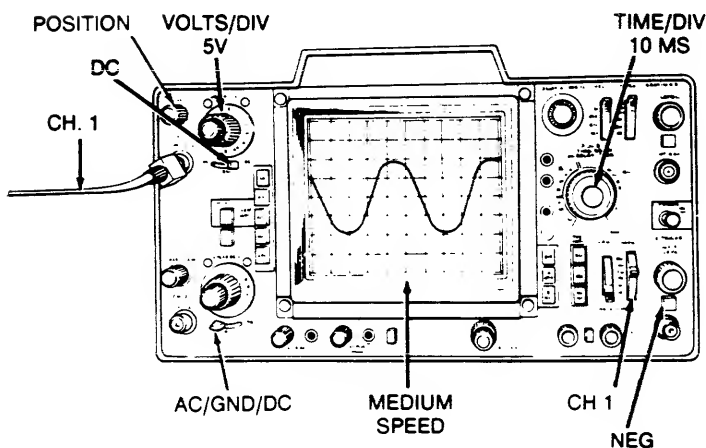 POSITION
VOLTS/DIV
5V
TIME/DIV
10 MS
DC
CH. 1
AC/GND/DC
MEDIUM
SPEED
CH 1
NEG